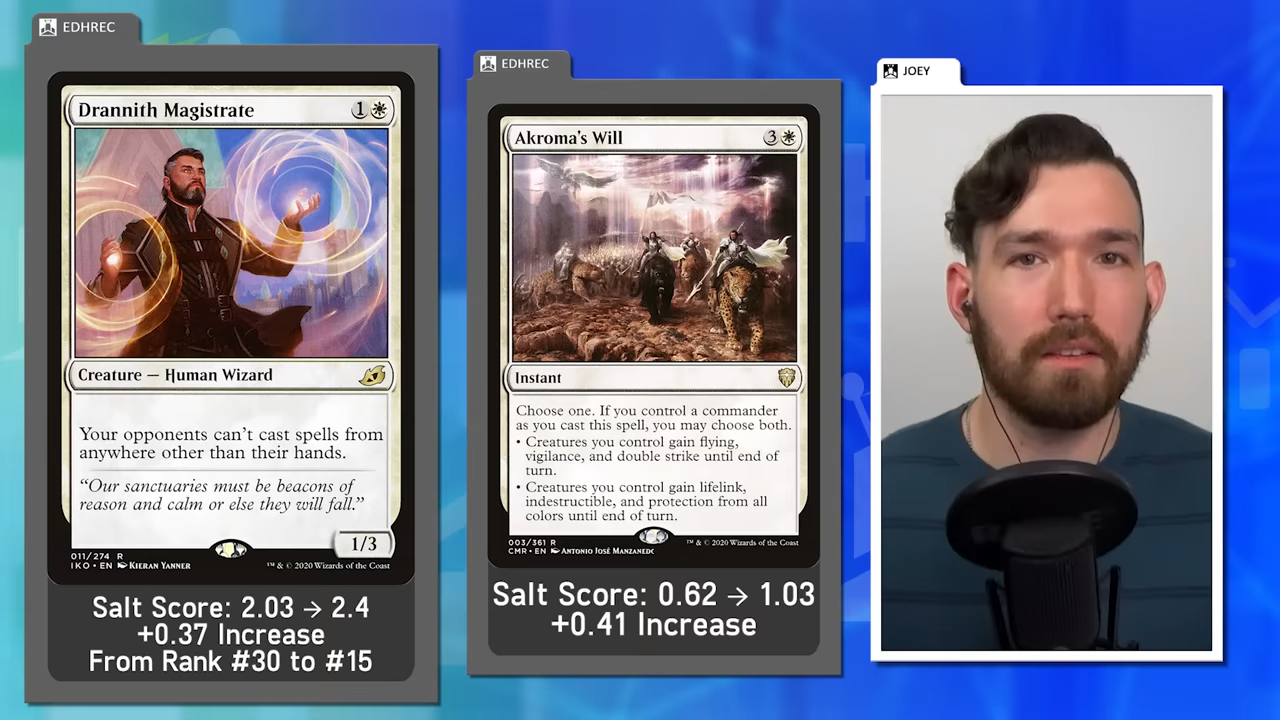 EDHREC
Drannith Magistrate 1
Creature — Human Wizard
Your opponents can't cast spells from
anywhere other than their hands.
“Our sanctuaries must be beacons of
reason and calm or else they will fall.”
1/3
011/274 R
IKO • EN Kieran Yanner
™ & © 2020 Wizards of the Coast
Salt Score: 2.03 → 2.4
+0.37 Increase
From Rank #30 to #15
EDHREC
Akroma's Will 3
Instant
Choose one. If you control a commander
as you cast this spell, you may choose both.
• Creatures you control gain flying,
vigilance, and double strike until end of
turn.
• Creatures you control gain lifelink,
indestructible, and protection from all
colors until end of turn.
003/361 R
CMR • EN Antonio José Manzanedo
™ & © 2020 Wizards of the Coast
Salt Score: 0.62 → 1.03
+0.41 Increase
JOEY